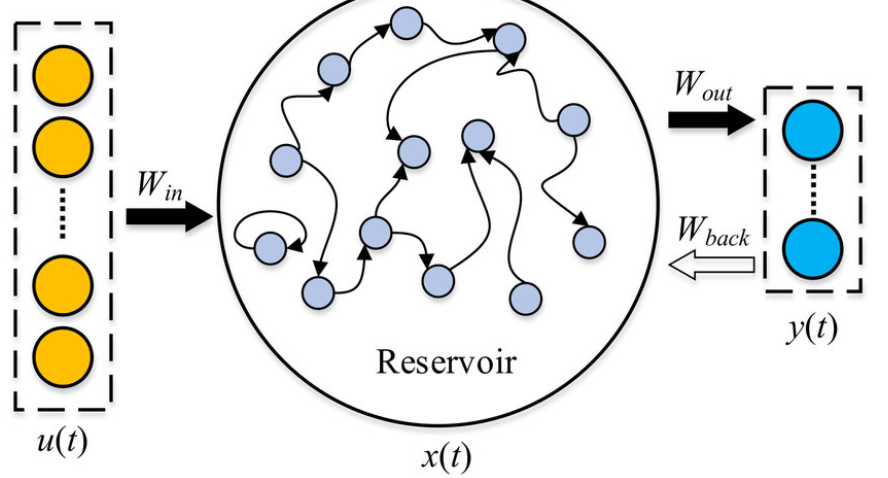 W_in
W_out
W_back
Reservoir
u(t)
x(t)
y(t)